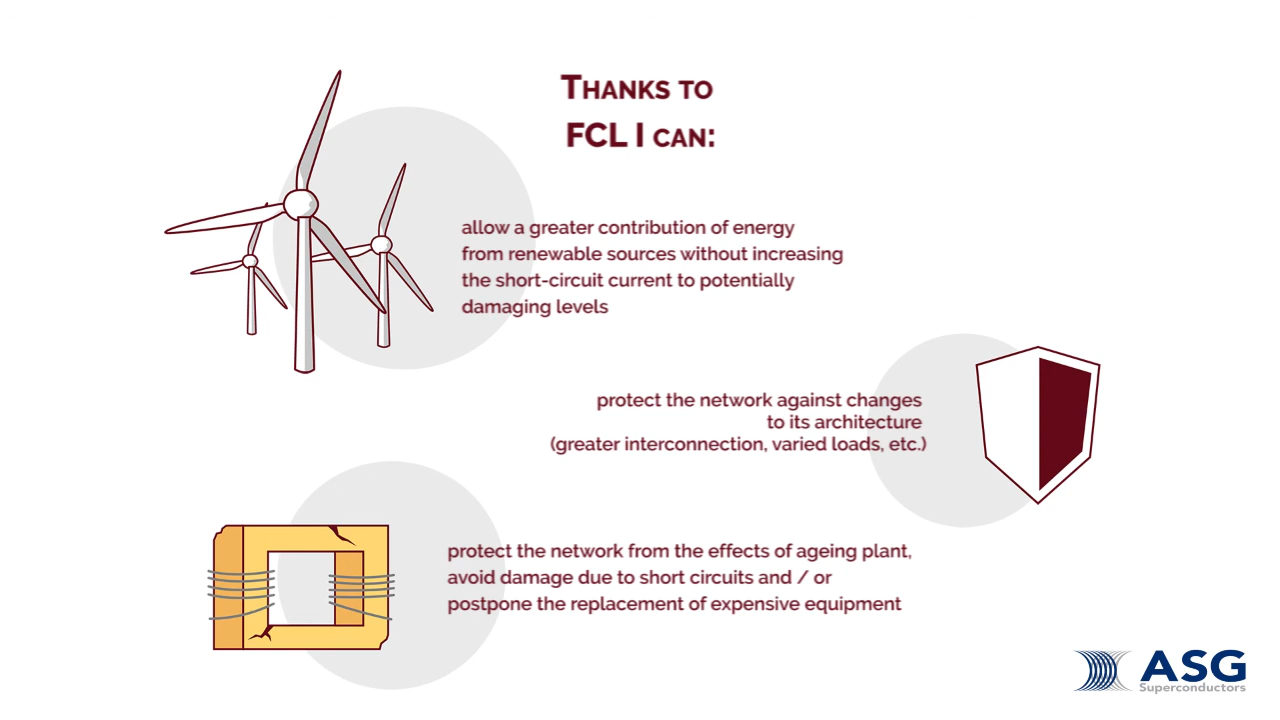 THANKS TO
FCL I CAN:
allow a greater contribution of energy
from renewable sources without increasing
the short-circuit current to potentially
damaging levels
protect the network against changes
to its architecture
(greater interconnection, varied loads, etc.)
protect the network from the effects of ageing plant,
avoid damage due to short circuits and / or
postpone the replacement of expensive equipment
ASG
Superconductors